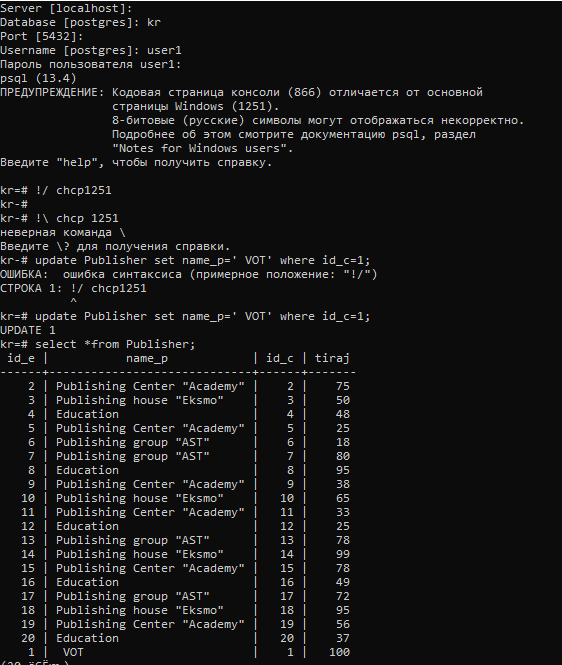 Server [localhost]:
Database [postgres]: kr
Port [5432]:
Username [postgres]: user1
Пароль пользователя user1:
psql (13.4)
ПРЕДУПРЕЖДЕНИЕ: Кодовая страница консоли (866) отличается от основной
страницы Windows (1251).
8-битовые (русские) символы могут отображаться некорректно.
Подробнее об этом смотрите документацию psql, раздел
"Notes for Windows users".
Введите "help", чтобы получить справку.
kr=# !/ chcp1251
kr-#
kr-# !\ chcp 1251
неверная команда \
Введите \? для получения справки.
kr-# update Publisher set name_p=' VOT' where id_c=1;
ОШИБКА:  ошибка синтаксиса (примерное положение: "!/")
СТРОКА 1: !/ chcp1251
^
kr=# update Publisher set name_p=' VOT' where id_c=1;
UPDATE 1
kr=# select *from Publisher;
id_e | name_p | id_c | tiraj
------+-----------------------------+------+-------
2 | Publishing Center "Academy" | 2 | 75
3 | Publishing house "Eksmo" | 3 | 50
4 | Education | 4 | 48
5 | Publishing Center "Academy" | 5 | 25
6 | Publishing group "AST" | 6 | 18
7 | Publishing group "AST" | 7 | 80
8 | Education | 8 | 95
9 | Publishing Center "Academy" | 9 | 38
10 | Publishing house "Eksmo" | 10 | 65
11 | Publishing Center "Academy" | 11 | 33
12 | Education | 12 | 25
13 | Publishing group "AST" | 13 | 78
14 | Publishing house "Eksmo" | 14 | 99
15 | Publishing Center "Academy" | 15 | 78
16 | Education | 16 | 49
17 | Publishing group "AST" | 17 | 72
18 | Publishing house "Eksmo" | 18 | 95
19 | Publishing Center "Academy" | 19 | 56
20 | Education | 20 | 37
1 |  VOT | 1 | 100